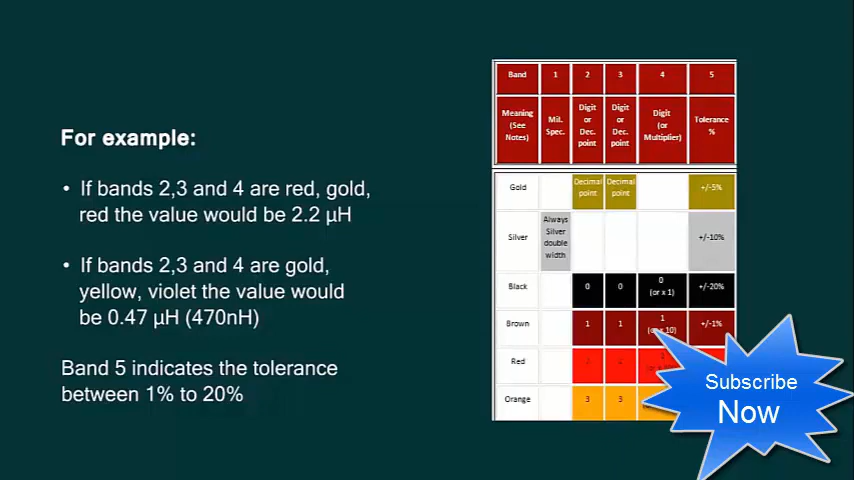 For example:
• If bands 2,3 and 4 are red, gold,
red the value would be 2.2 µH
• If bands 2,3 and 4 are gold,
yellow, violet the value would
be 0.47 µH (470nH)
Band 5 indicates the tolerance
between 1% to 20%
Band 1 2 3 4 5
Meaning (See Notes) Mil. Spec. Digit or Dec. point Digit or Dec. point Digit (or Multiplier) Tolerance %
Gold Decimal point Decimal point +/-5%
Silver Always Silver double width +/-10%
Black 0 0 0 (or x 1) +/-20%
Brown 1 1 1 (or x 10) +/-1%
Red 2 2
Orange 3 3
Subscribe
Now